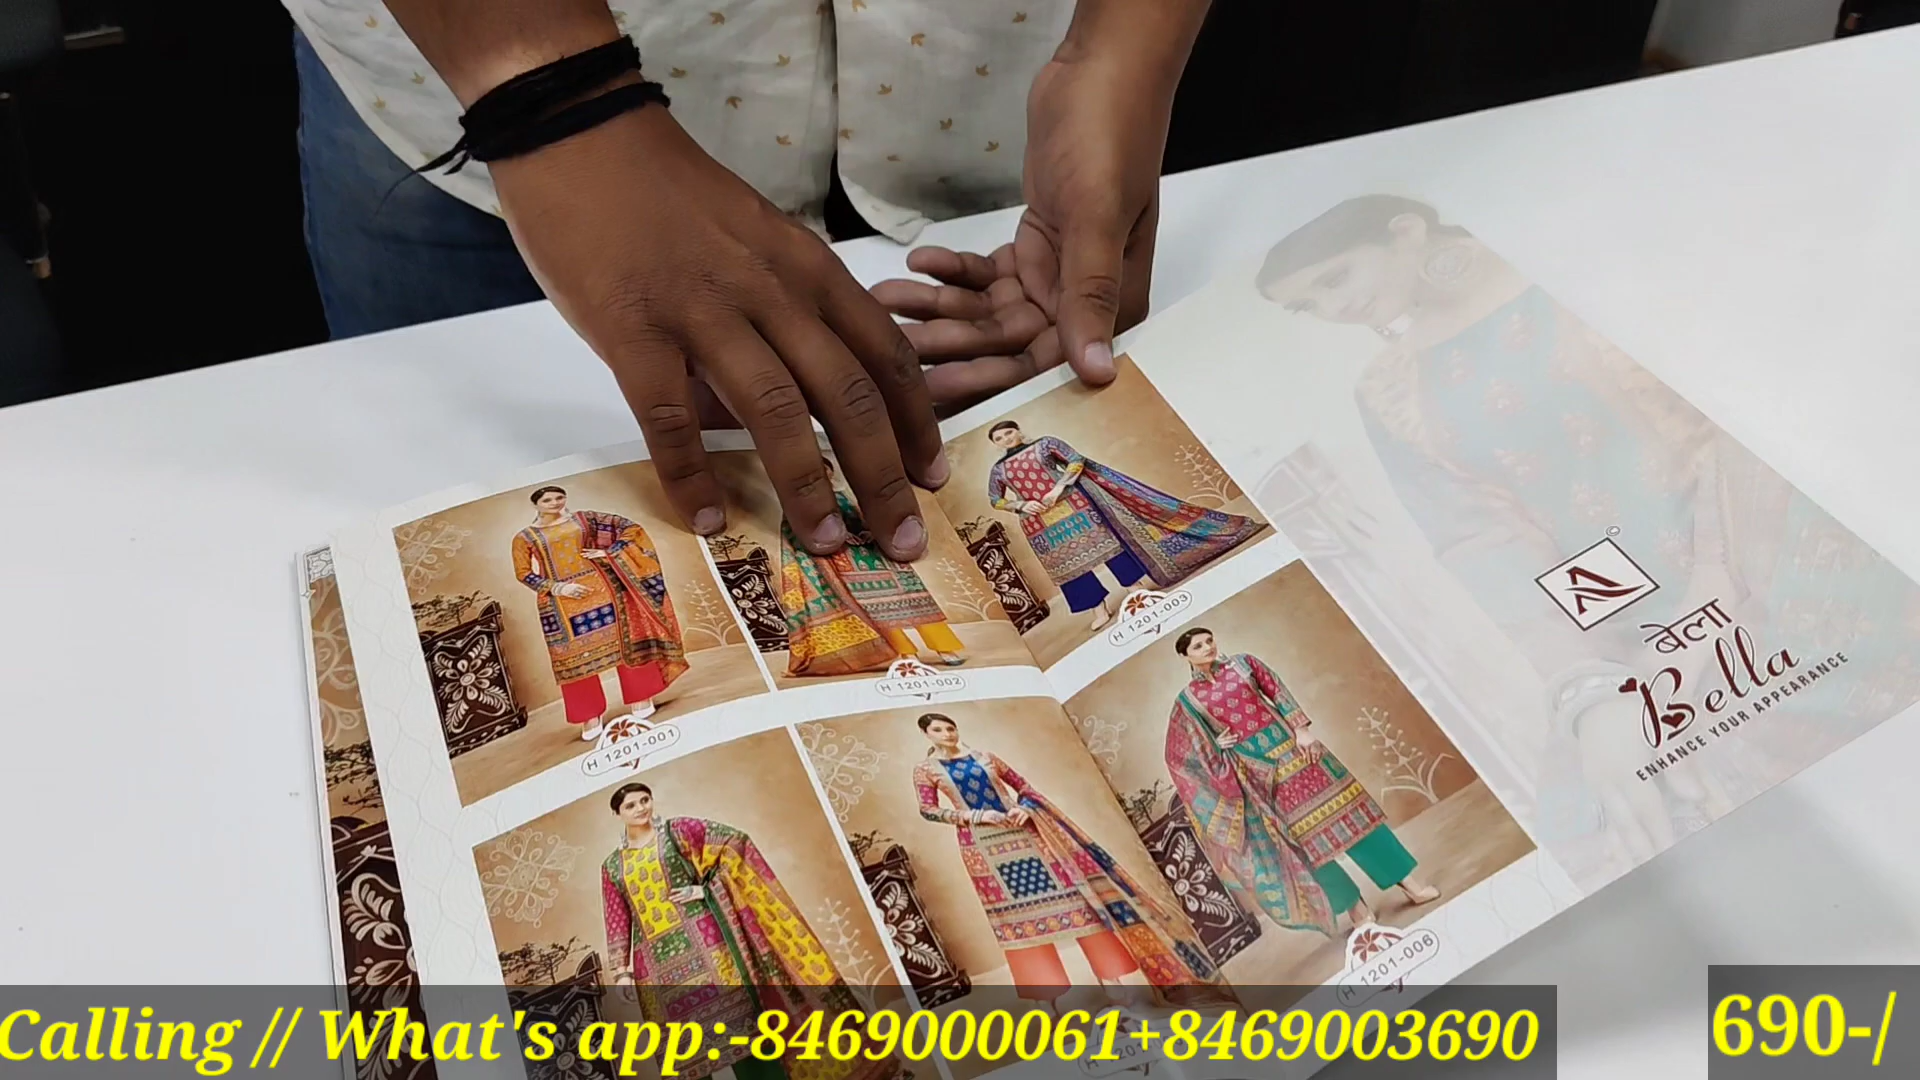 H 1201-001
H 1201-002
H 1201-003
H 1201-006
©
बेला
Bella
ENHANCE YOUR APPEARANCE
Calling // What's app:-8469000061+8469003690
690-/